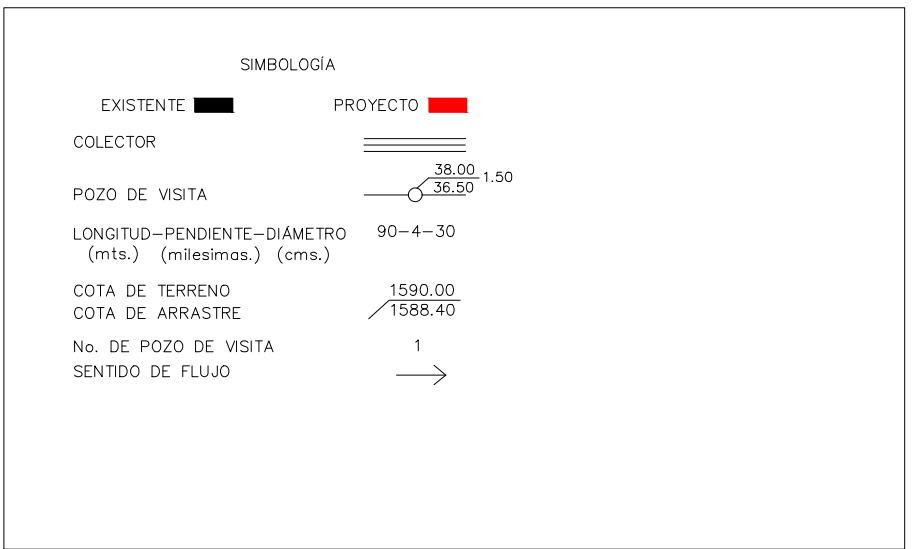 SIMBOLOGÍA
EXISTENTE PROYECTO
COLECTOR
38.00
1.50
POZO DE VISITA 36.50
LONGITUD-PENDIENTE-DIÁMETRO 90-4-30
(mts.) (milesimas.) (cms.)
COTA DE TERRENO 1590.00
COTA DE ARRASTRE 1588.40
No. DE POZO DE VISITA 1
SENTIDO DE FLUJO